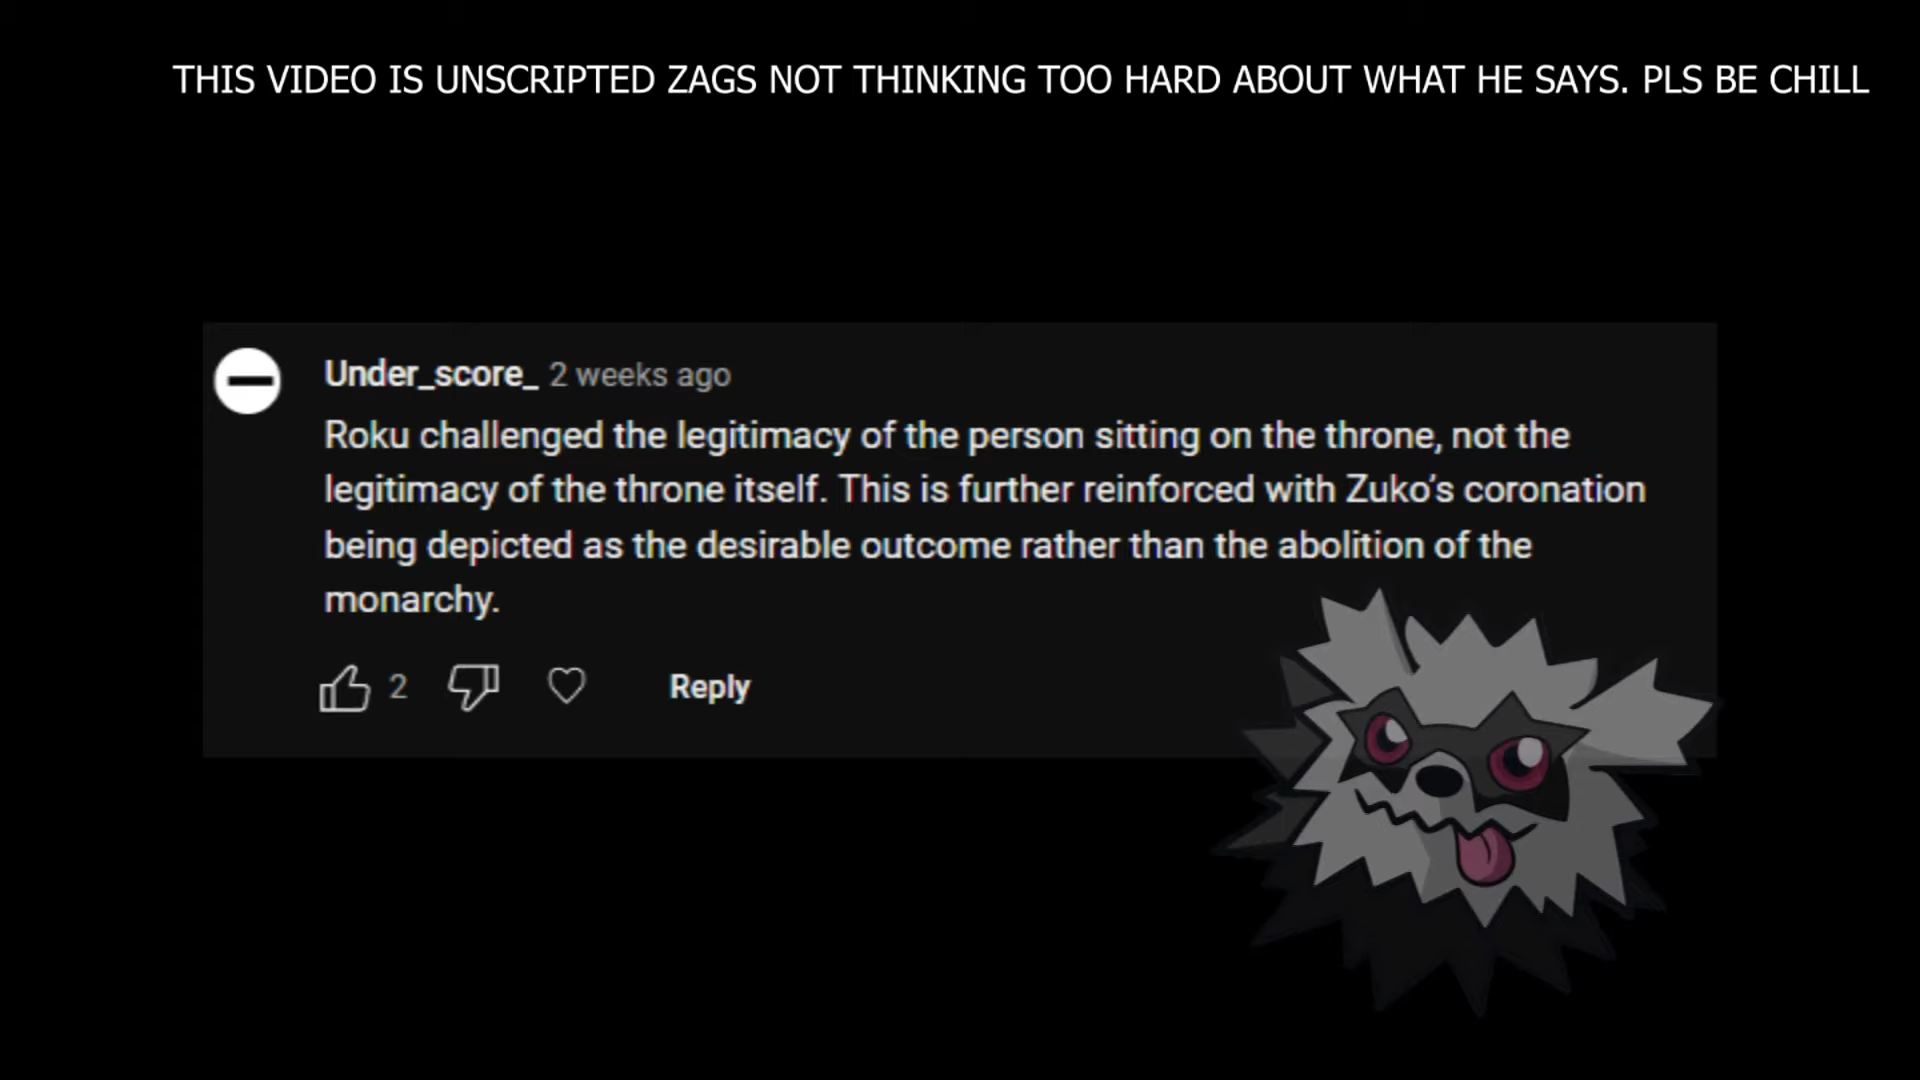 THIS VIDEO IS UNSCRIPTED ZAGS NOT THINKING TOO HARD ABOUT WHAT HE SAYS. PLS BE CHILL
Under_score_ 2 weeks ago
Roku challenged the legitimacy of the person sitting on the throne, not the
legitimacy of the throne itself. This is further reinforced with Zuko’s coronation
being depicted as the desirable outcome rather than the abolition of the
monarchy.
2 Reply